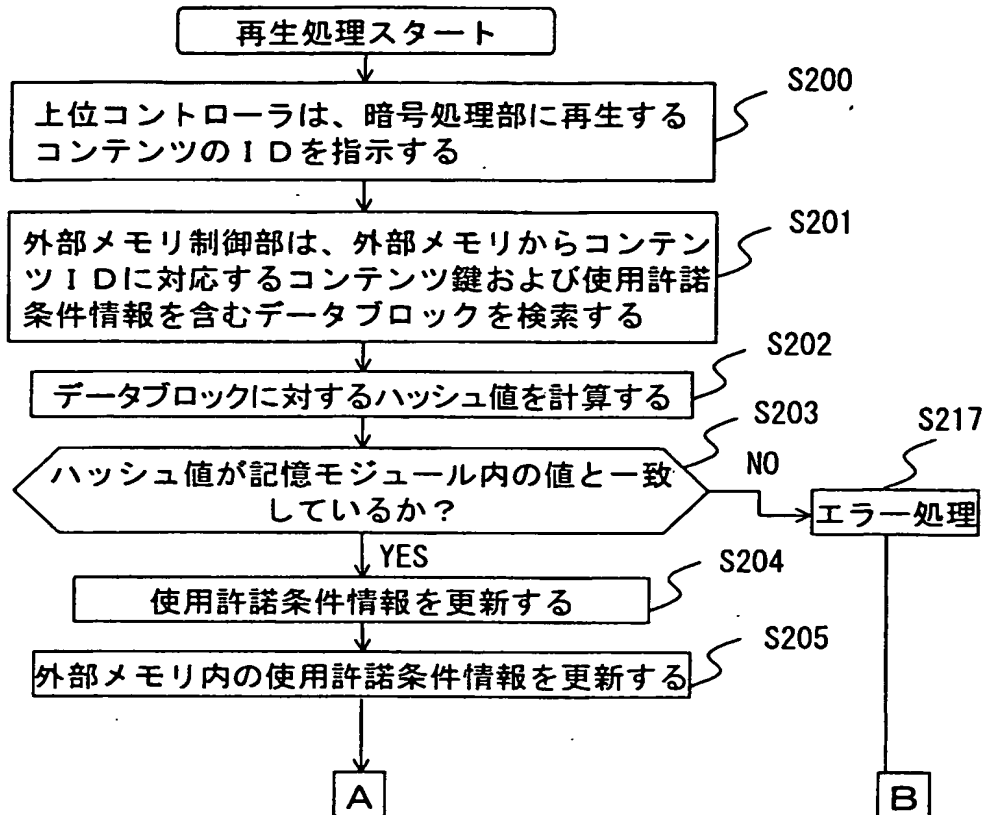 再生処理スタート
S200
上位コントローラは、暗号処理部に再生する
コンテンツのＩＤを指示する
S201
外部メモリ制御部は、外部メモリからコンテン
ツＩＤに対応するコンテンツ鍵および使用許諾
条件情報を含むデータブロックを検索する
S202
データブロックに対するハッシュ値を計算する
S203
ハッシュ値が記憶モジュール内の値と一致
しているか？
NO
S217
エラー処理
YES
S204
使用許諾条件情報を更新する
S205
外部メモリ内の使用許諾条件情報を更新する
A
B